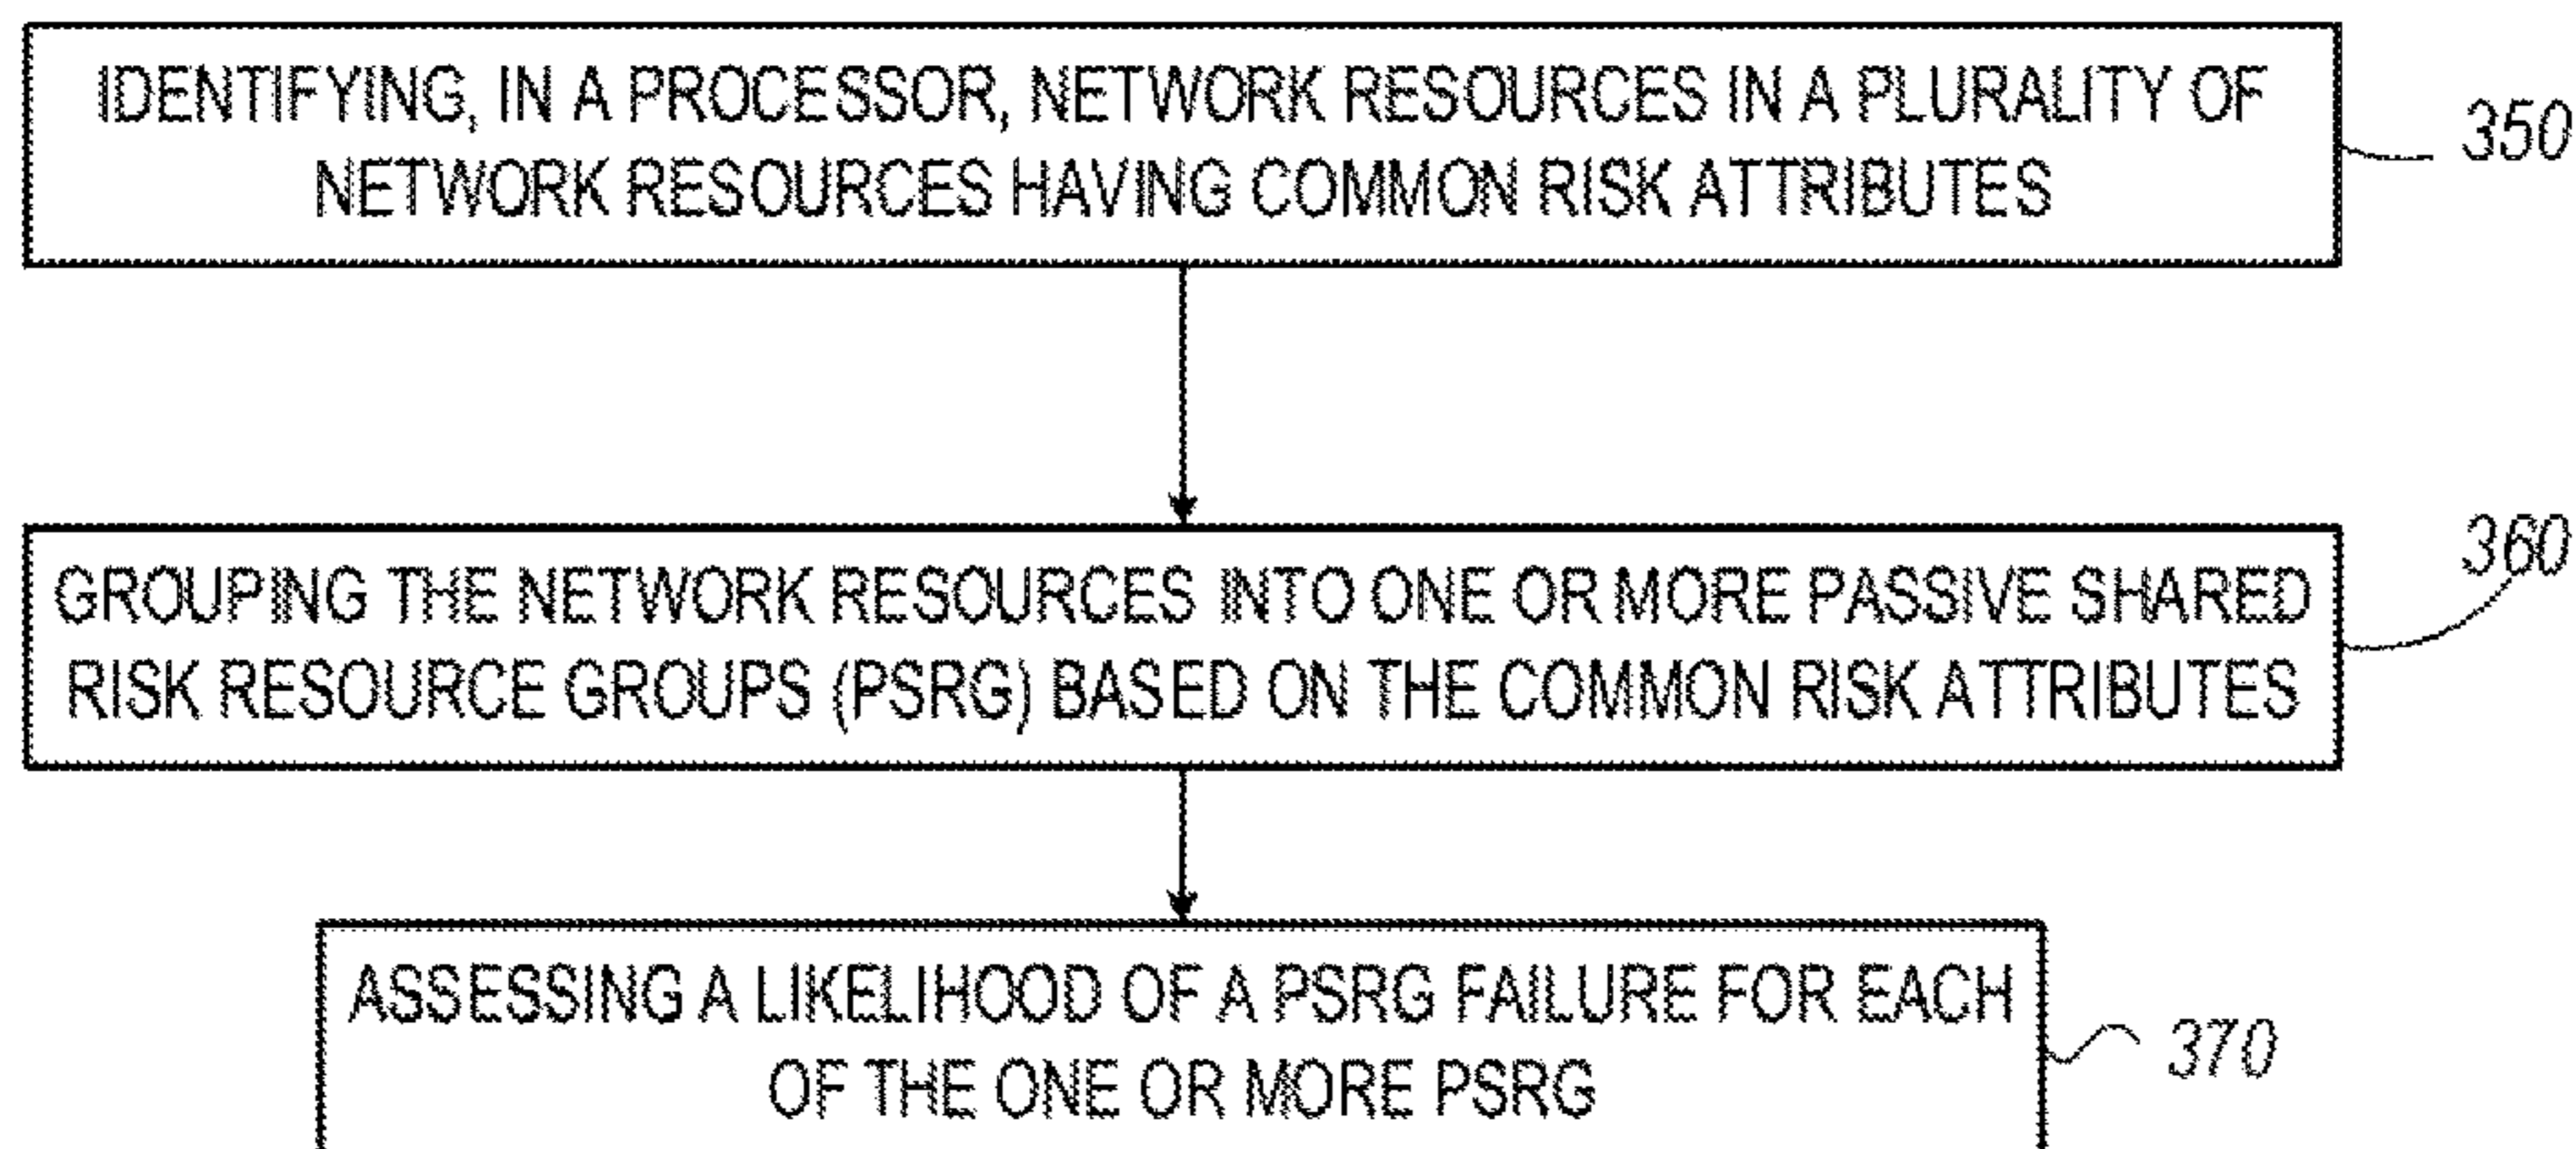 IDENTIFYING, IN A PROCESSOR, NETWORK RESOURCES IN A PLURALITY OF
NETWORK RESOURCES HAVING COMMON RISK ATTRIBUTES
350
GROUPING THE NETWORK RESOURCES INTO ONE OR MORE PASSIVE SHARED
RISK RESOURCE GROUPS (PSRG) BASED ON THE COMMON RISK ATTRIBUTES
360
ASSESSING A LIKELIHOOD OF A PSRG FAILURE FOR EACH
OF THE ONE OR MORE PSRG
370